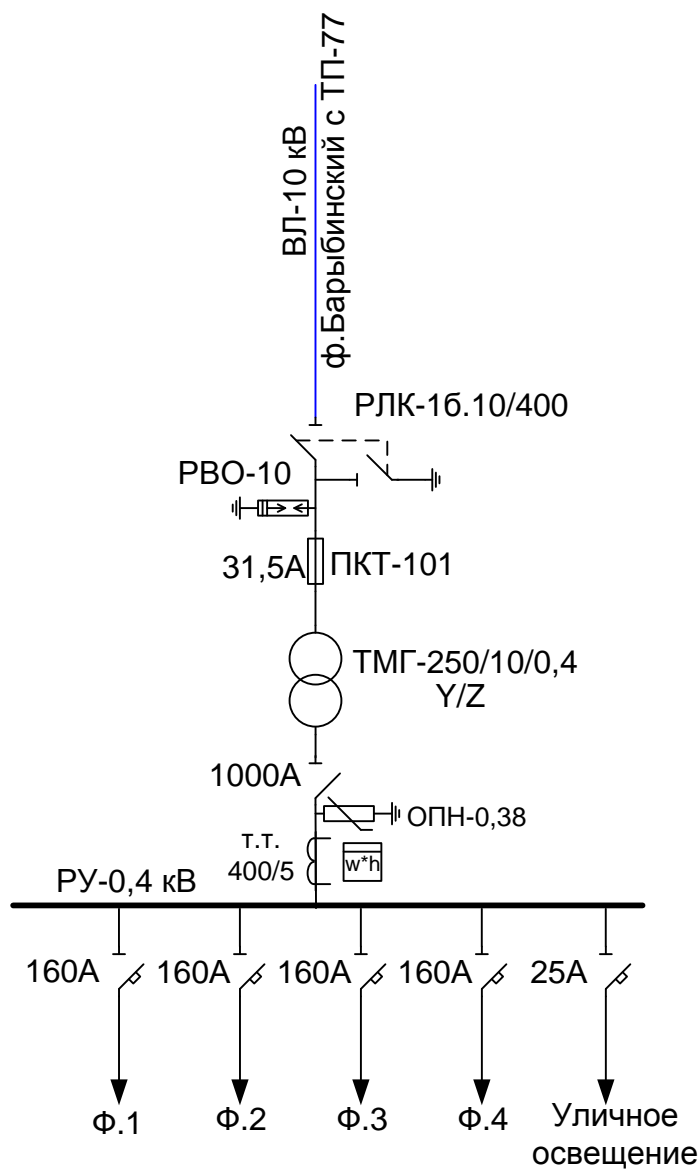 ВЛ-10 кВ
ф.Барыбинский с ТП-77
РЛК-1б.10/400
РВО-10
31,5А
ПКТ-101
ТМГ-250/10/0,4
Y/Z
1000А
ОПН-0,38
т.т.
400/5
w*h
РУ-0,4 кВ
160А
160А
160А
160А
25А
Ф.1
Ф.2
Ф.3
Ф.4
Уличное
освещение